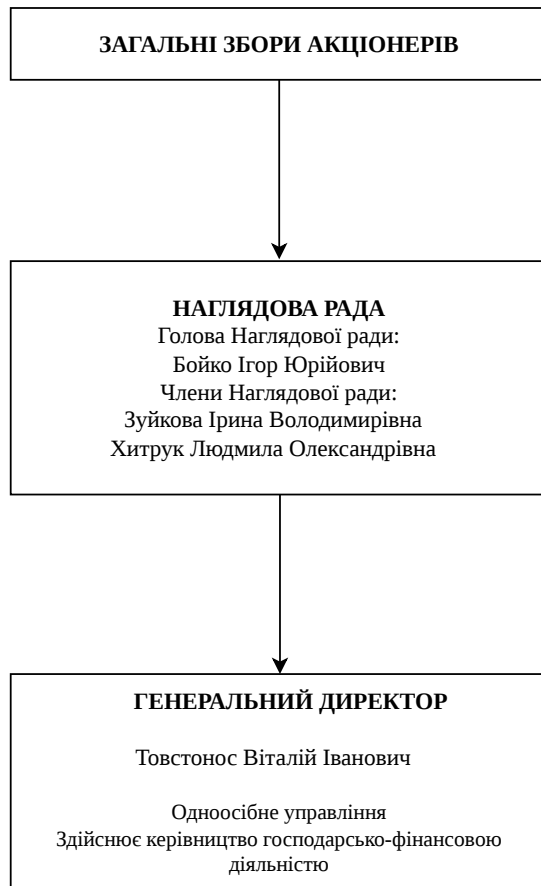 ЗАГАЛЬНІ ЗБОРИ АКЦІОНЕРІВ
НАГЛЯДОВА РАДА
Голова Наглядової ради:
Бойко Ігор Юрійович
Члени Наглядової ради:
Зуйкова Ірина Володимирівна
Хитрук Людмила Олександрівна
ГЕНЕРАЛЬНИЙ ДИРЕКТОР
Товстонос Віталій Іванович
Одноосібне управління
Здійснює керівництво господарсько-фінансовою
діяльністю